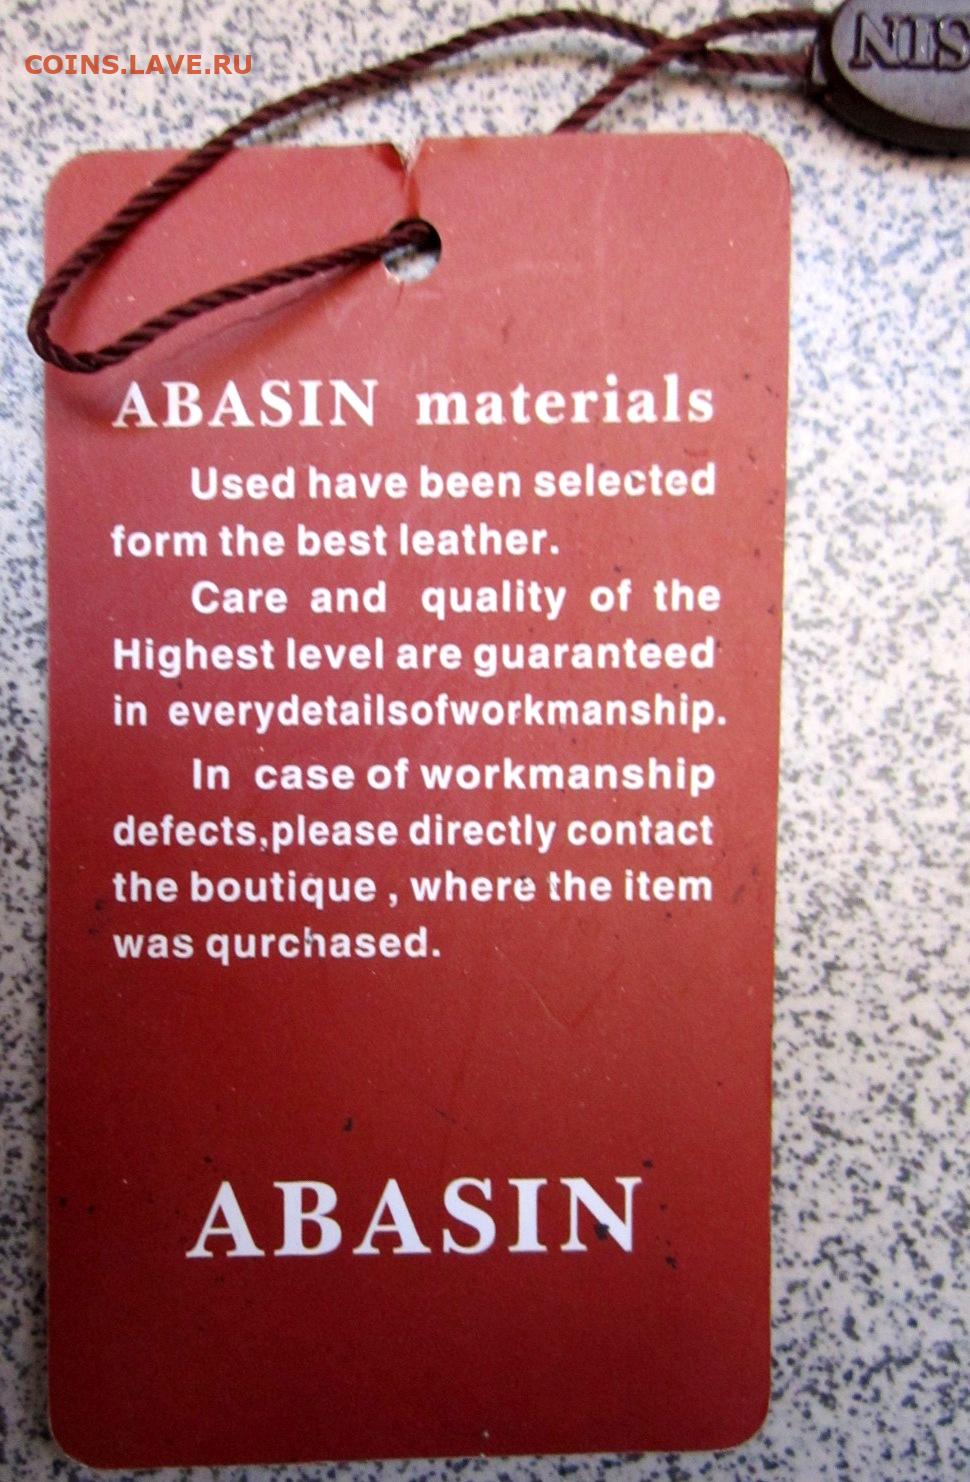 COINS.LAVE.RU
NIS
ABASIN materials
Used have been selected
form the best leather.
Care and quality of the
Highest level are guaranteed
in everydetailsofworkmanship.
In case of workmanship
defects,please directly contact
the boutique , where the item
was qurchased.
ABASIN